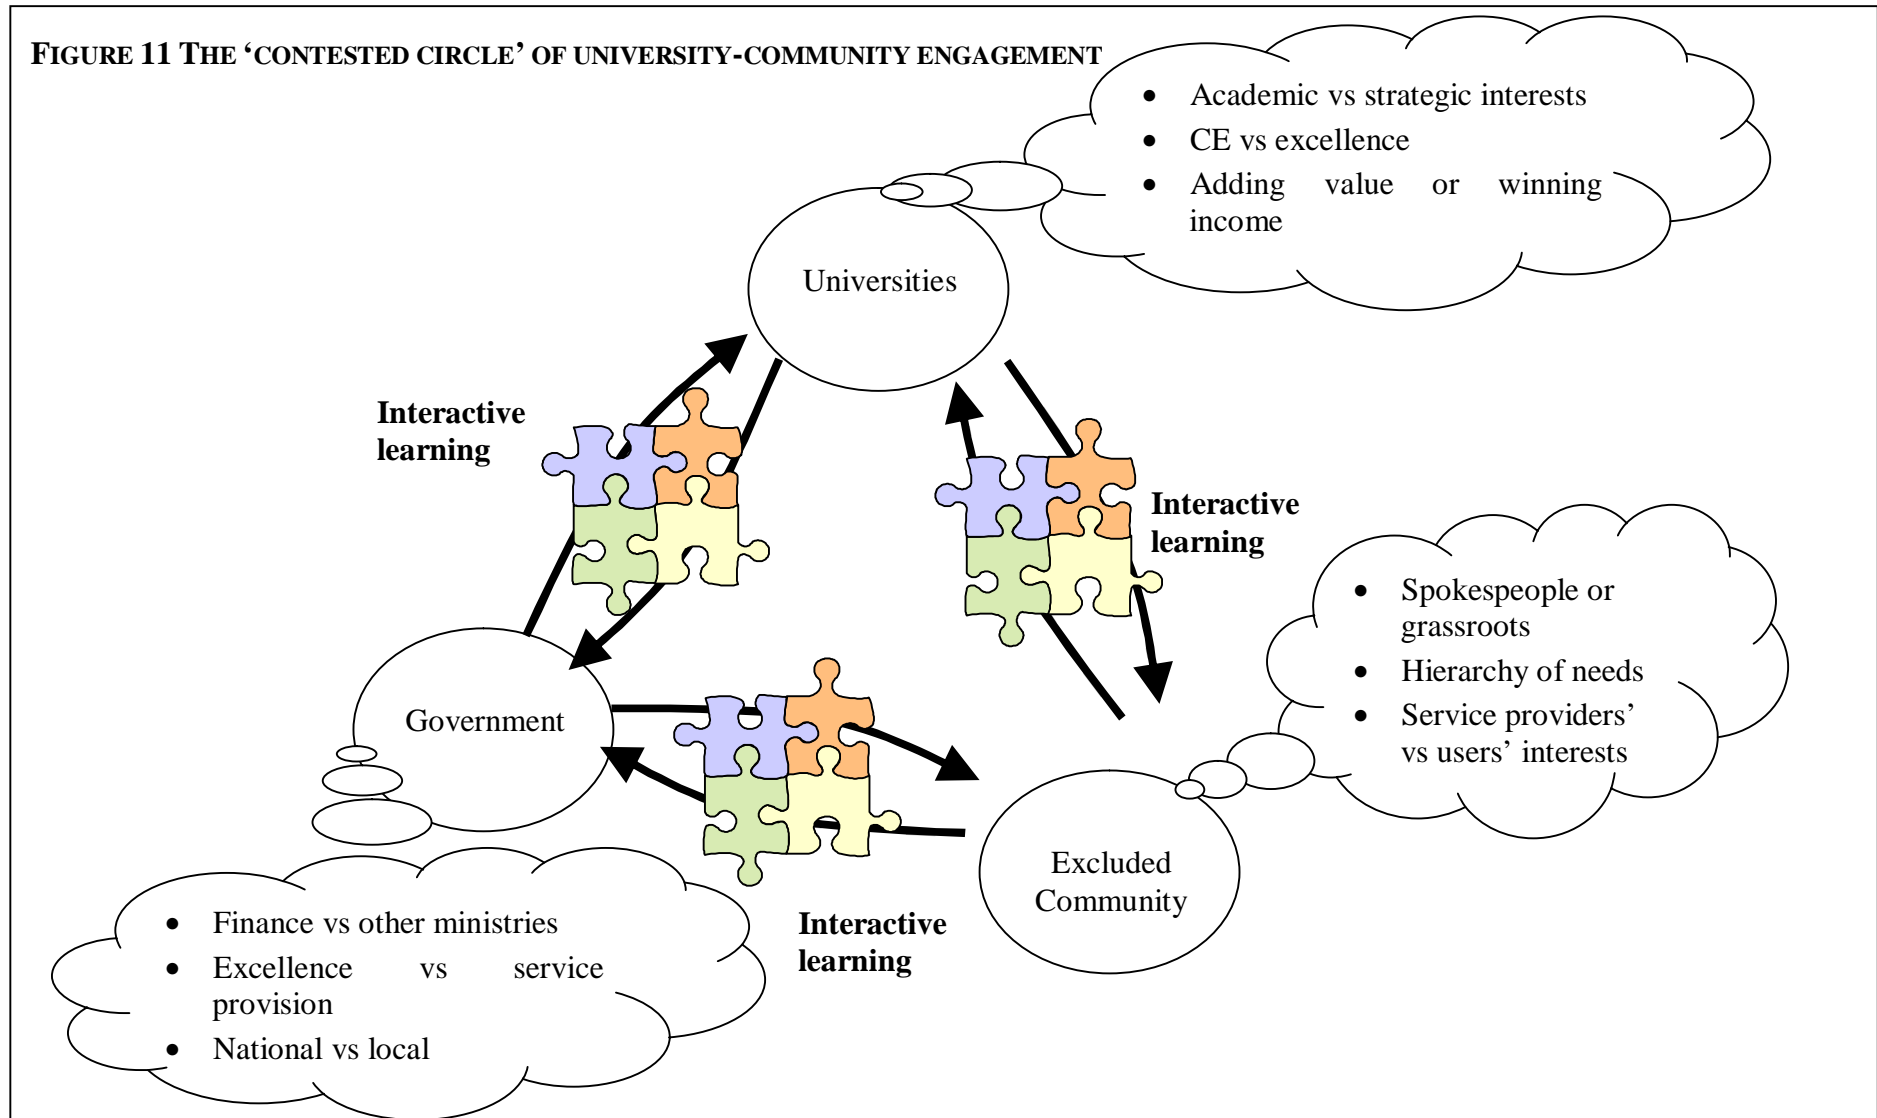 FIGURE 11 THE ‘CONTESTED CIRCLE’ OF UNIVERSITY-COMMUNITY ENGAGEMENT
• Academic vs strategic interests
• CE vs excellence
• Adding value or winning
income
Universities
Interactive
learning
Interactive
learning
• Spokespeople or
grassroots
• Hierarchy of needs
• Service providers’
vs users’ interests
Government
Excluded
Community
Interactive
learning
• Finance vs other ministries
• Excellence vs service
provision
• National vs local